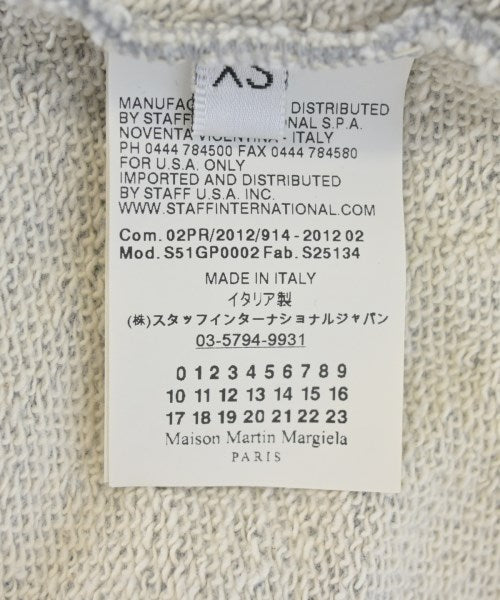 XS
DISTRIBUTED
BY STAFF S.P.A.
NOVENTA VICENTINA - ITALY
PH 0444 784500 FAX 0444 784580
FOR U.S.A. ONLY
IMPORTED AND DISTRIBUTED
BY STAFF U.S.A. INC.
WWW.STAFFINTERNATIONAL.COM
Com. 02PR/2012/914 - 2012 02
Mod. S51GP0002 Fab. S25134
MADE IN ITALY
イタリア製
(株)スタッフインターナショナルジャパン
03-5794-9931
0 1 2 3 4 5 6 7 8 9
10 11 12 13 14 15 16
17 18 19 20 21 22 23
Maison Martin Margiela
PARIS